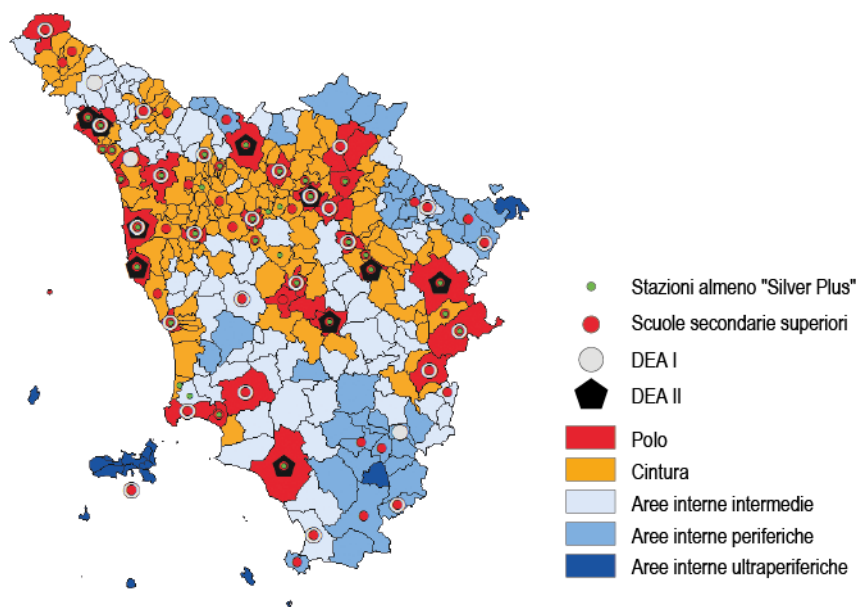 Stazioni almeno "Silver Plus"
Scuole secondarie superiori
DEA I
DEA II
Polo
Cintura
Aree interne intermedie
Aree interne periferiche
Aree interne ultraperiferiche